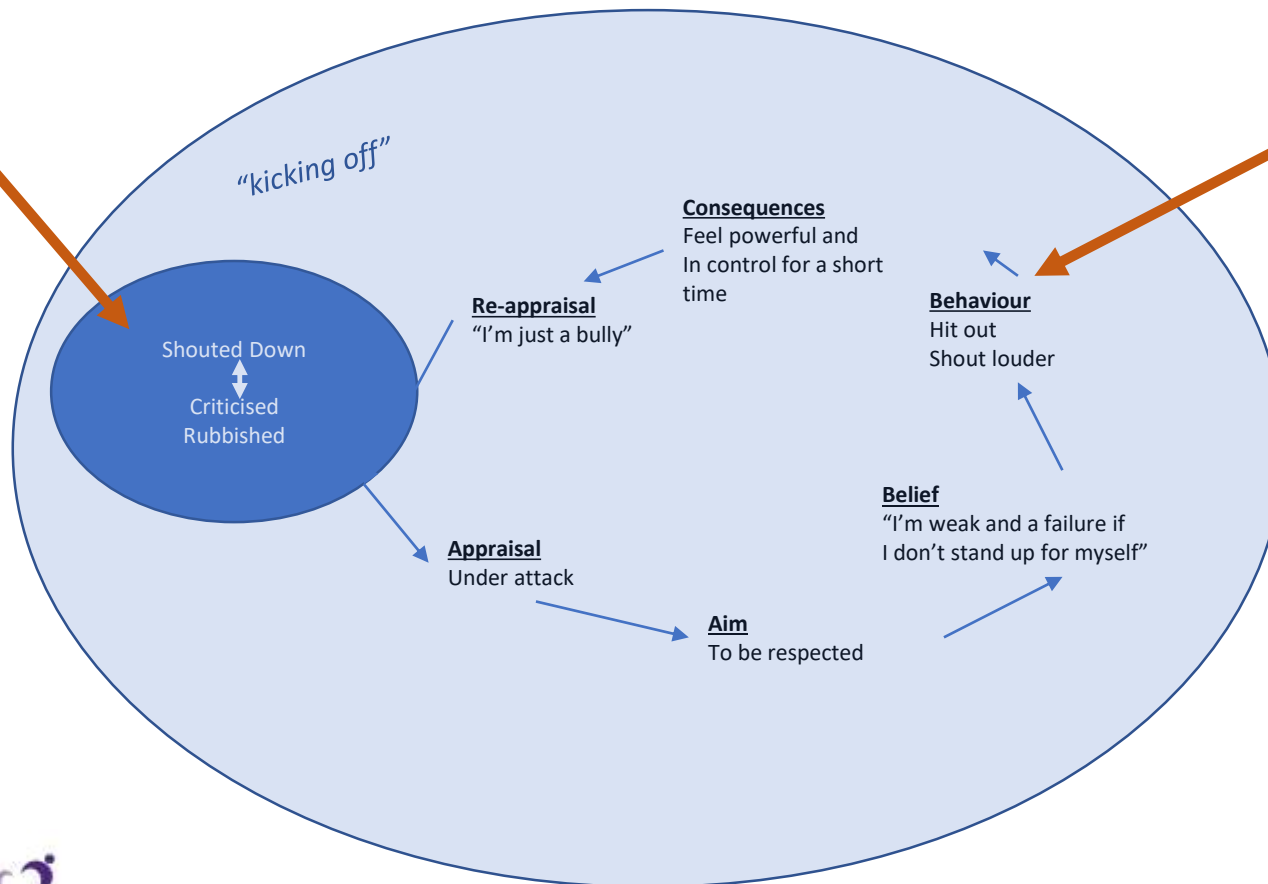 “kicking off”
Consequences
Feel powerful and
In control for a short
time
Re-appraisal
“I’m just a bully”
Behaviour
Hit out
Shout louder
Shouted Down
Criticised
Rubbished
Belief
“I’m weak and a failure if
I don’t stand up for myself”
Appraisal
Under attack
Aim
To be respected